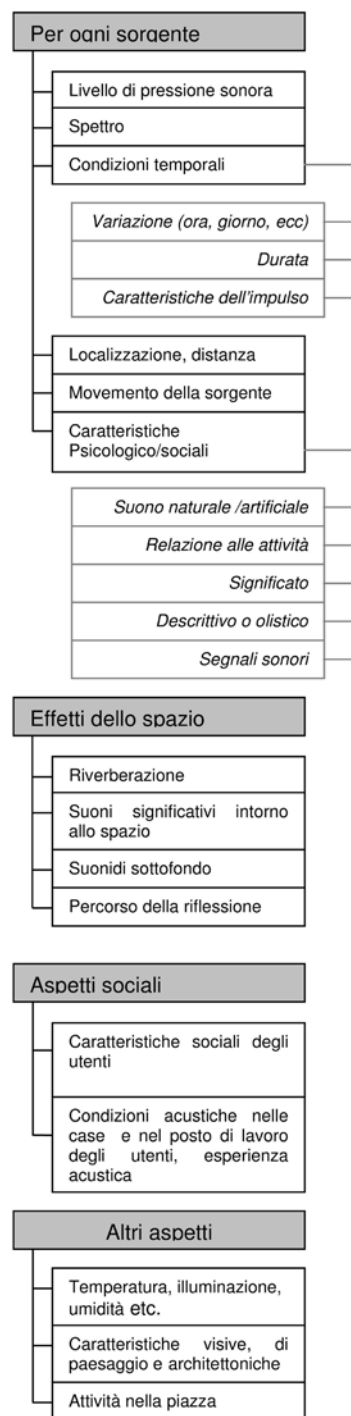 Per ogni sorgente
Livello di pressione sonora
Spettro
Condizioni temporali
Variazione (ora, giorno, ecc)
Durata
Caratteristiche dell'impulso
Localizzazione, distanza
Movemento della sorgente
Caratteristiche
Psicologico/sociali
Suono naturale /artificiale
Relazione alle attività
Significato
Descrittivo o olistico
Segnali sonori
Effetti dello spazio
Riverberazione
Suoni significativi intorno
allo spazio
Suonidi sottofondo
Percorso della riflessione
Aspetti sociali
Caratteristiche sociali degli
utenti
Condizioni acustiche nelle
case e nel posto di lavoro
degli utenti, esperienza
acustica
Altri aspetti
Temperatura, illuminazione,
umidità etc.
Caratteristiche visive, di
paesaggio e architettoniche
Attività nella piazza